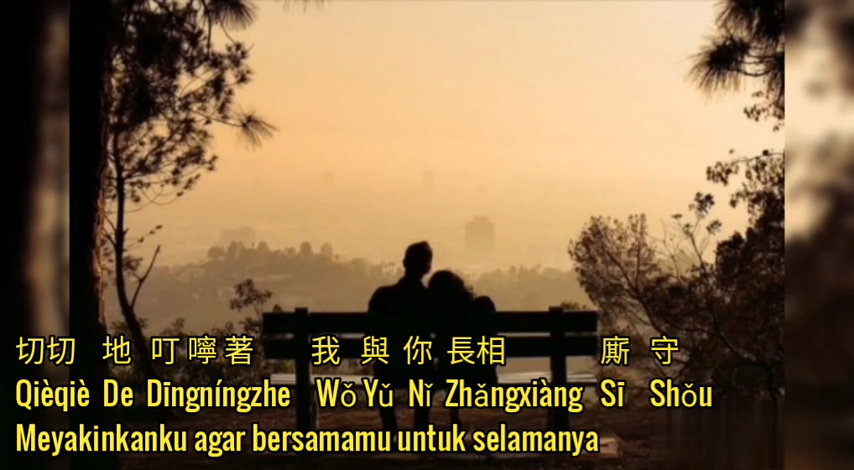 切切 地 叮嚀著 我 與 你 長相 廝 守
Qièqiè De Dīngníngzhe Wǒ Yǔ Nǐ Zhǎngxiàng Sī Shǒu
Meyakinkanku agar bersamamu untuk selamanya